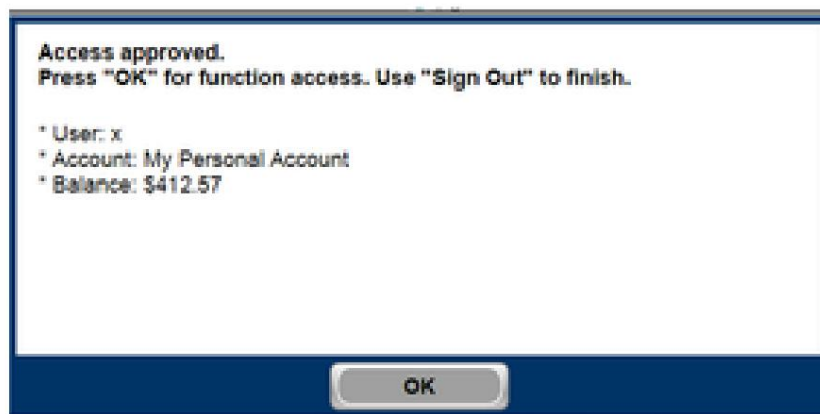 Access approved.
Press "OK" for function access. Use "Sign Out" to finish.
* User: x
* Account: My Personal Account
* Balance: $412.57
OK